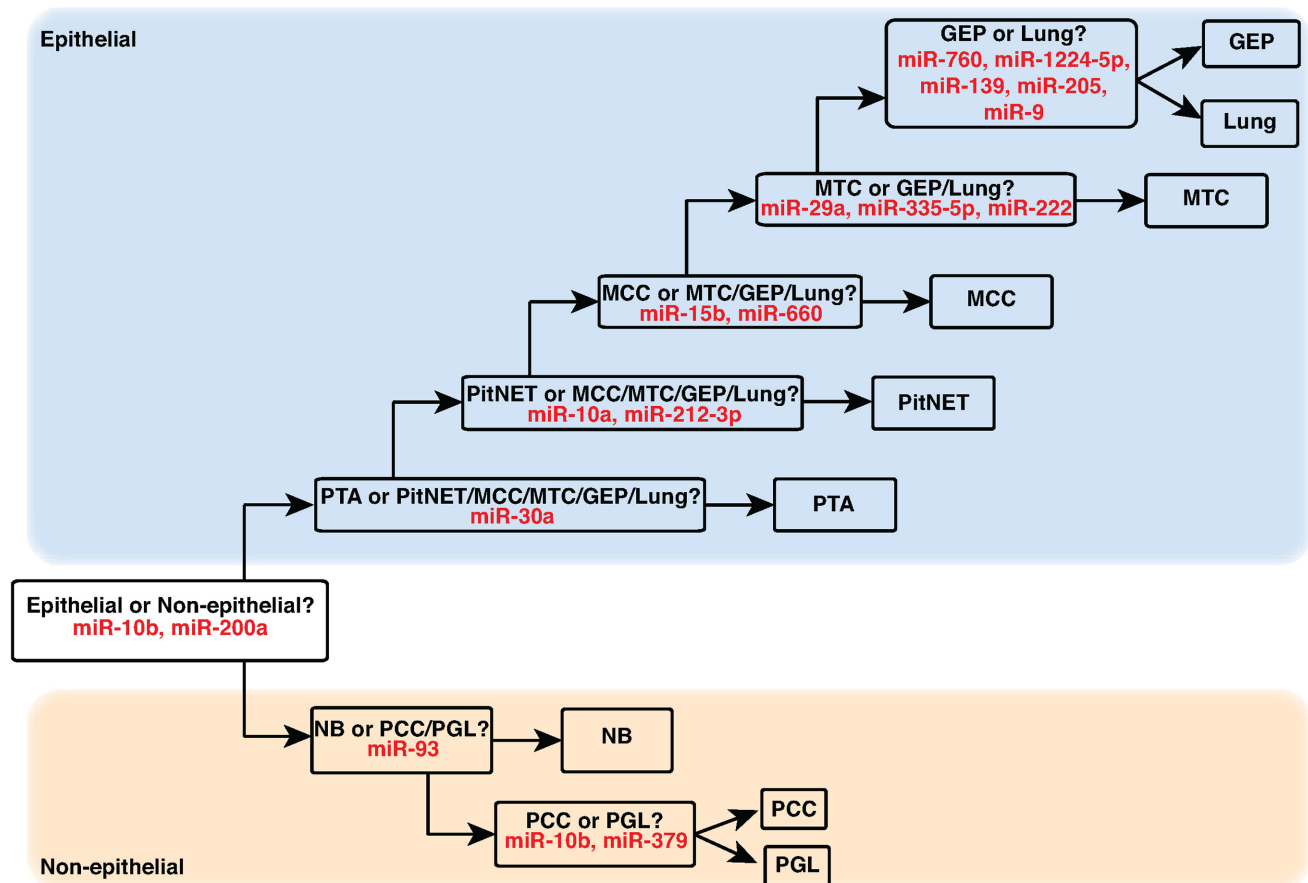 Epithelial
GEP or Lung?
miR-760, miR-1224-5p,
miR-139, miR-205,
miR-9
GEP
Lung
MTC or GEP/Lung?
miR-29a, miR-335-5p, miR-222
MTC
MCC or MTC/GEP/Lung?
miR-15b, miR-660
MCC
PitNET or MCC/MTC/GEP/Lung?
miR-10a, miR-212-3p
PitNET
PTA or PitNET/MCC/MTC/GEP/Lung?
miR-30a
PTA
Epithelial or Non-epithelial?
miR-10b, miR-200a
NB or PCC/PGL?
miR-93
NB
PCC or PGL?
miR-10b, miR-379
PCC
PGL
Non-epithelial